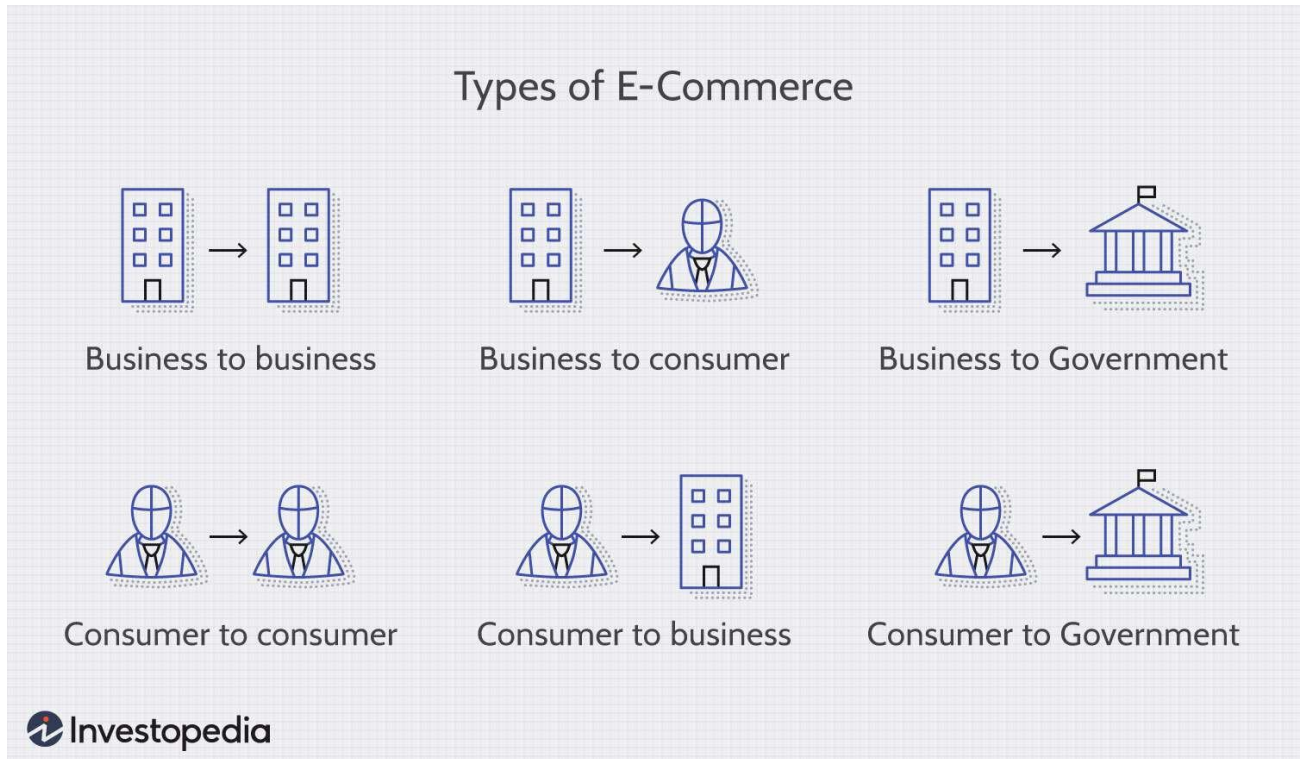 Types of E-Commerce
Business to business
Business to consumer
Business to Government
Consumer to consumer
Consumer to business
Consumer to Government
Investopedia